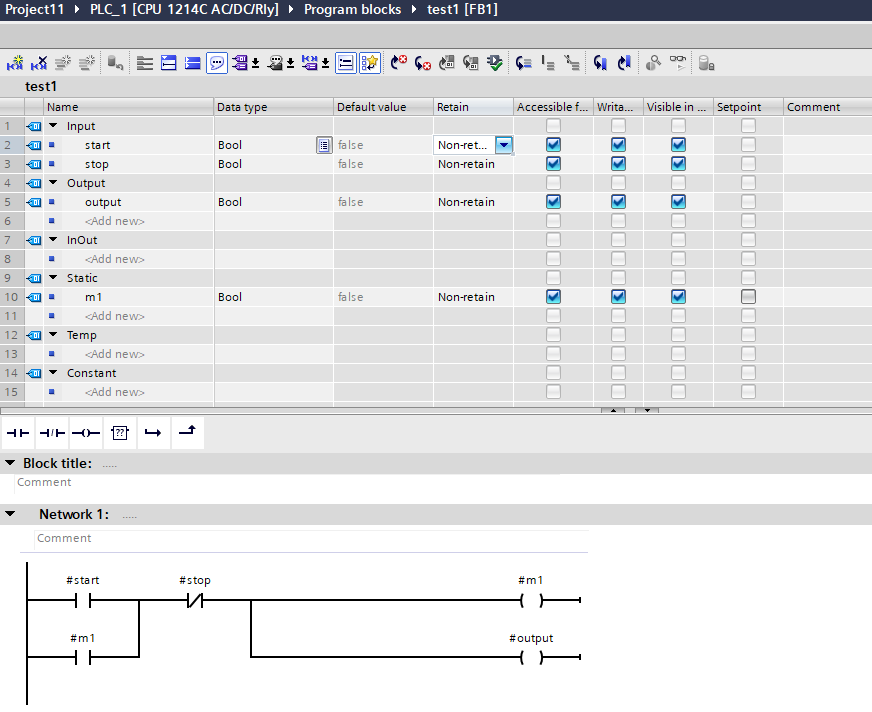 Project11 ▸ PLC_1 [CPU 1214C AC/DC/Rly] ▸ Program blocks ▸ test1 [FB1]
test1
Name Data type Default value Retain Accessible f... Writa... Visible in ... Setpoint Comment
1 Input
2 start Bool false Non-ret...
3 stop Bool false Non-retain
4 Output
5 output Bool false Non-retain
6 <Add new>
7 InOut
8 <Add new>
9 Static
10 m1 Bool false Non-retain
11 <Add new>
12 Temp
13 <Add new>
14 Constant
15 <Add new>
??
Block title: .....
Comment
Network 1: .....
Comment
#start #stop #m1
#m1 #output